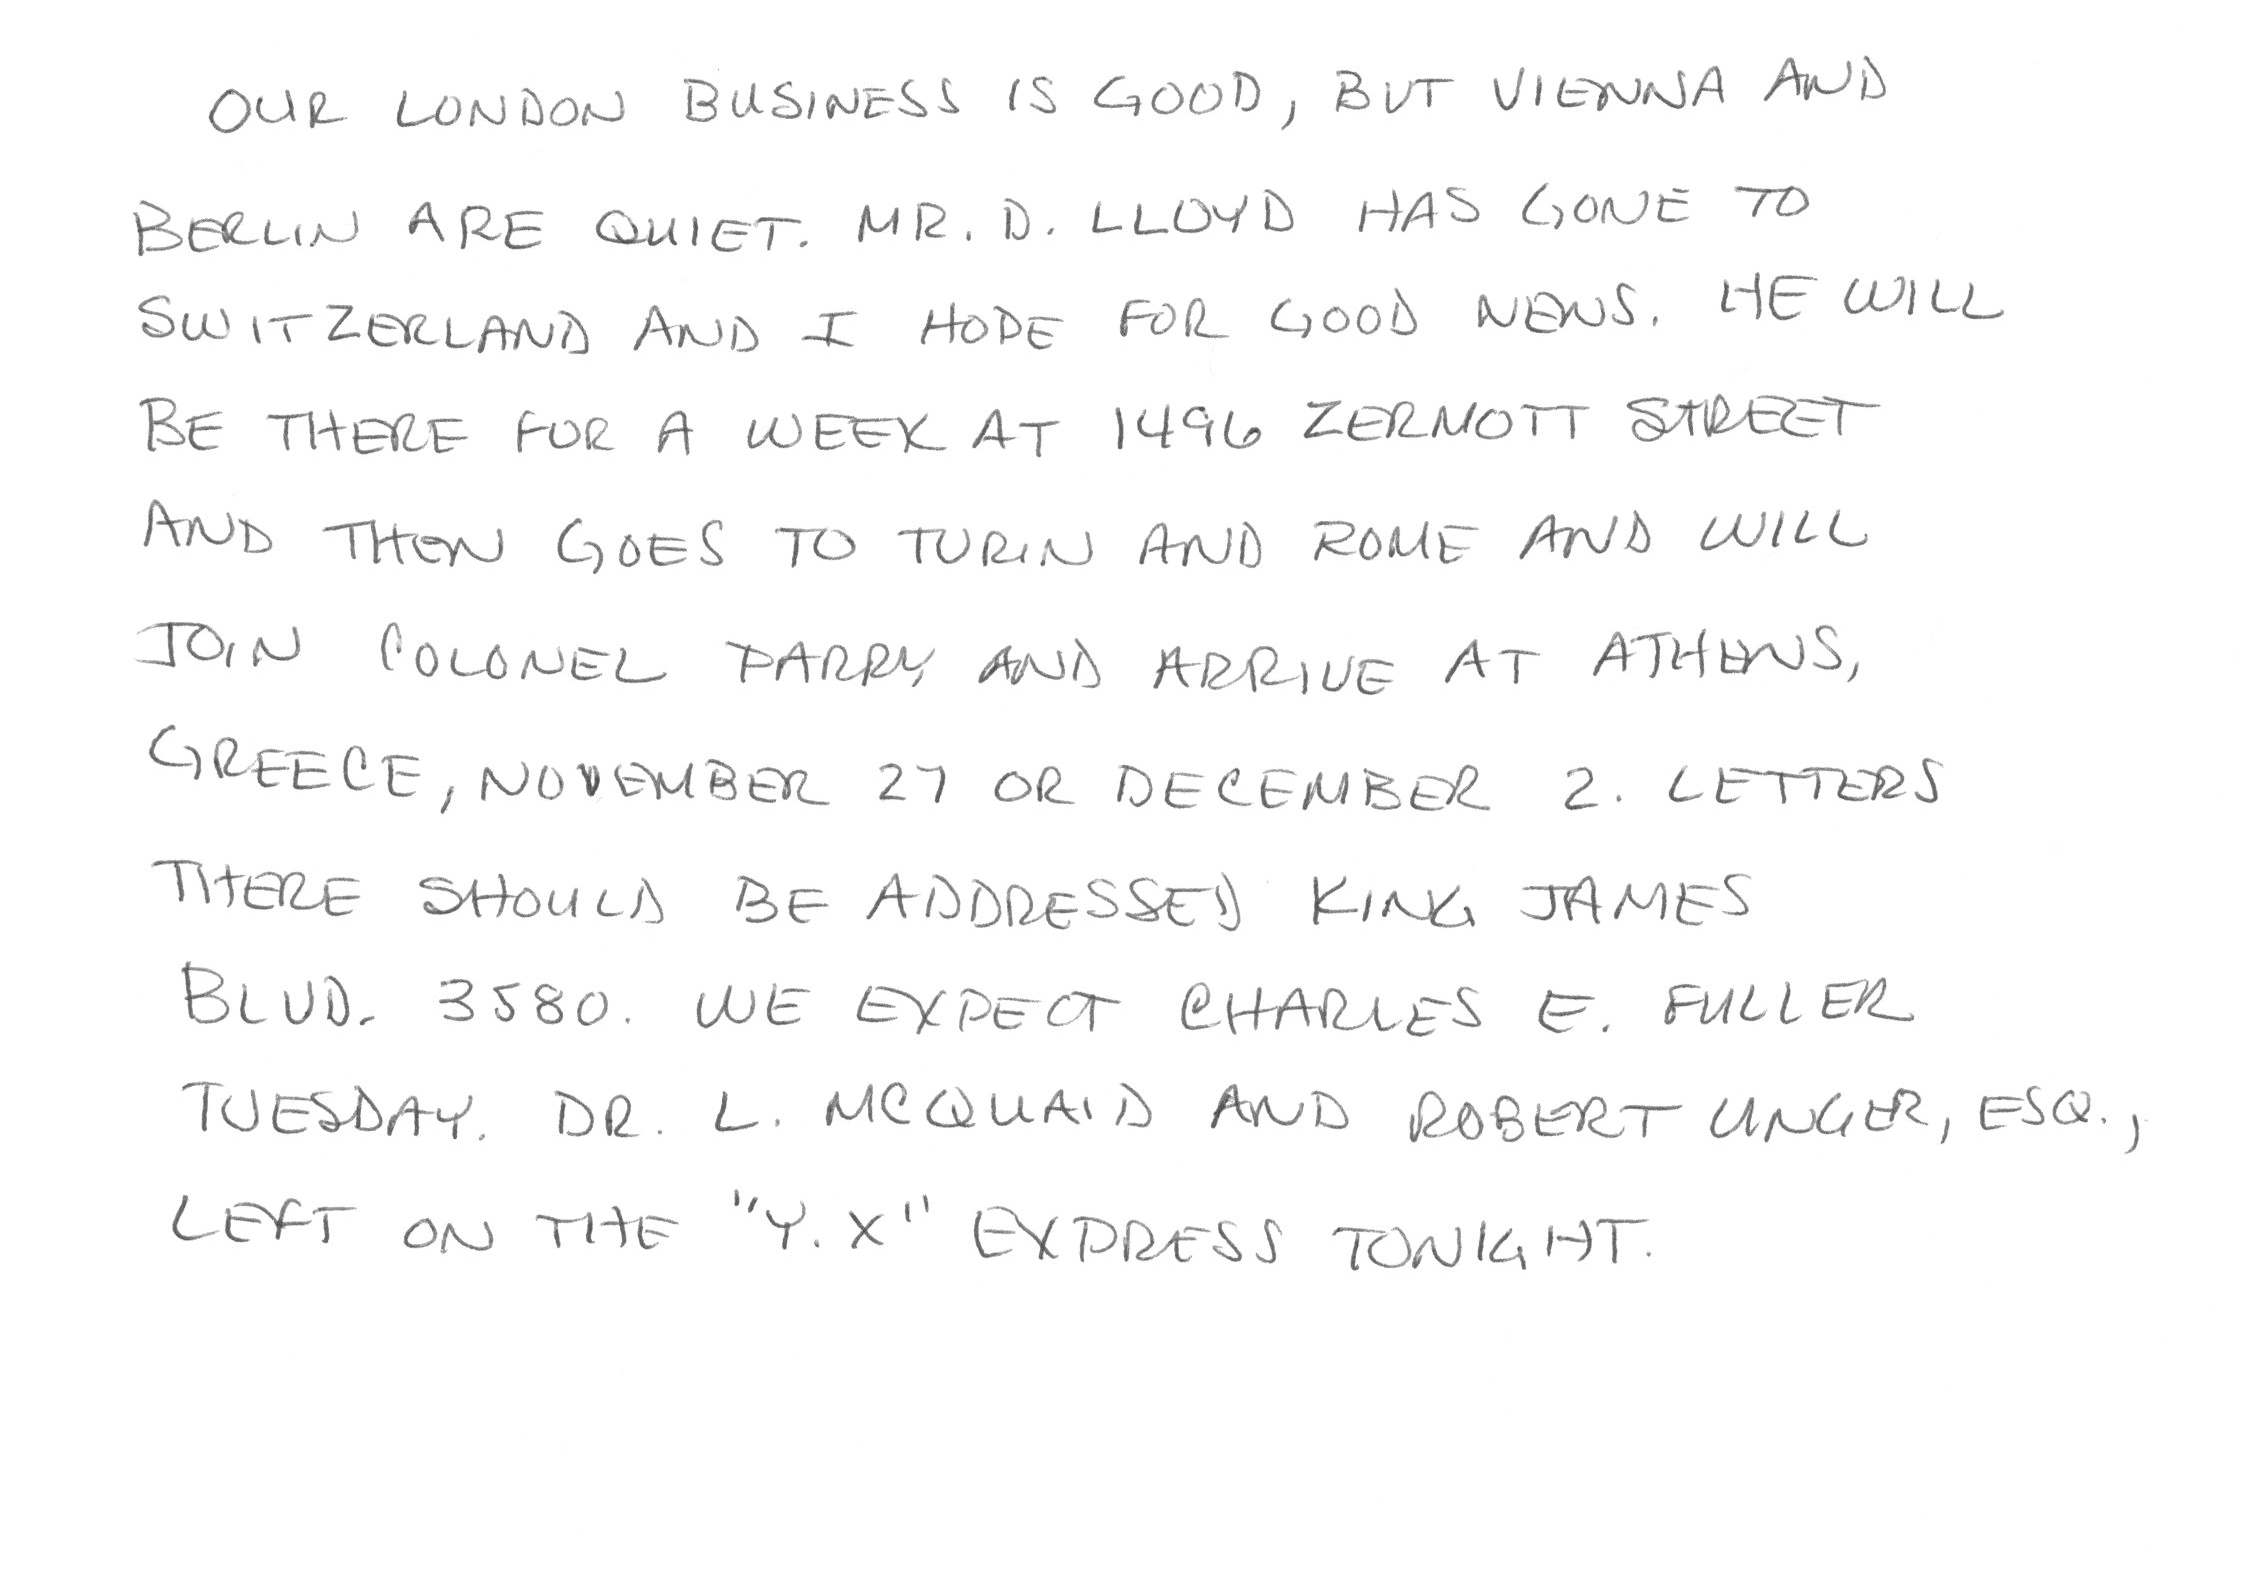 OUR LONDON BUSINESS IS GOOD, BUT VIENNA AND
BERLIN ARE QUIET. MR. D. LLOYD HAS GONE TO
SWITZERLAND AND I HOPE FOR GOOD NEWS. HE WILL
BE THERE FOR A WEEK AT 1496 ZERMOTT STREET
AND THEN GOES TO TURIN AND ROME AND WILL
JOIN COLONEL PARRY AND ARRIVE AT ATHENS,
GREECE, NOVEMBER 27 OR DECEMBER 2. LETTERS
THERE SHOULD BE ADDRESSED KING JAMES
BLVD. 3580. WE EXPECT CHARLES E. FULLER
TUESDAY. DR. L. MCQUAID AND ROBERT UNGER, ESQ.,
LEFT ON THE "Y.X" EXPRESS TONIGHT.